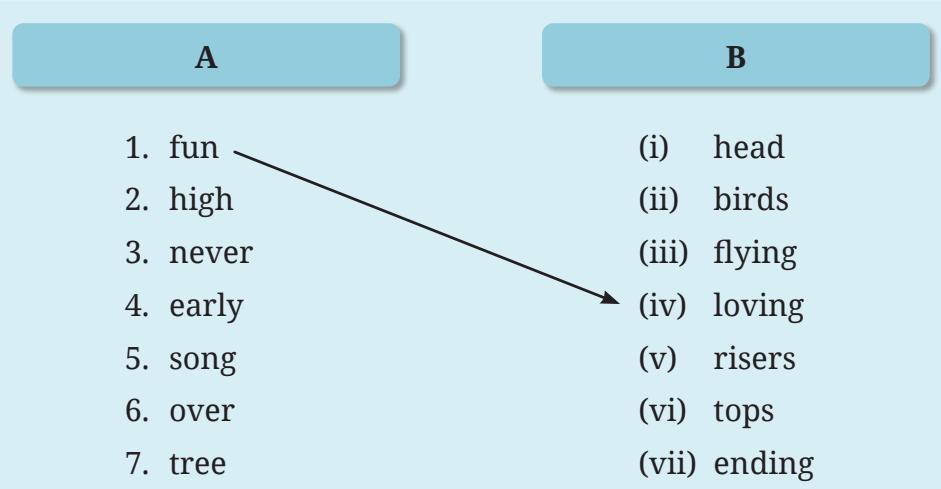 A B
1. fun (i) head
2. high (ii) birds
3. never (iii) flying
4. early (iv) loving
5. song (v) risers
6. over (vi) tops
7. tree (vii) ending